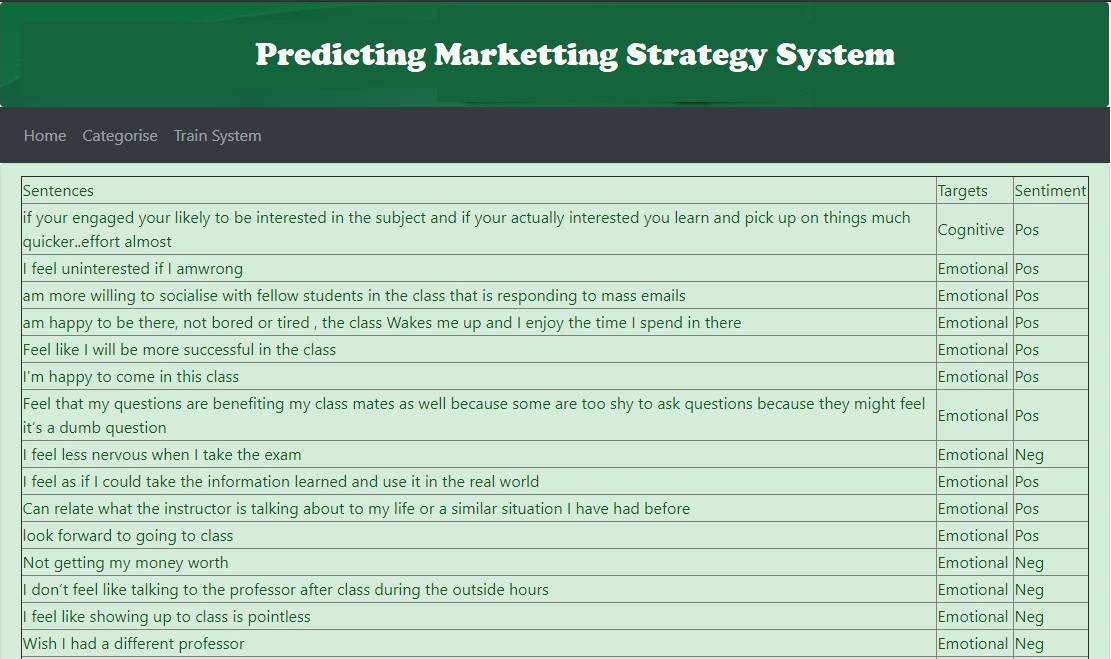 Predicting Marketting Strategy System
Home Categorise Train System
Sentences Targets Sentiment
if your engaged your likely to be interested in the subject and if your actually interested you learn and pick up on things much
quicker..effort almost Cognitive Pos
I feel uninterested if I amwrong Emotional Pos
am more willing to socialise with fellow students in the class that is responding to mass emails Emotional Pos
am happy to be there, not bored or tired , the class Wakes me up and I enjoy the time I spend in there Emotional Pos
Feel like I will be more successful in the class Emotional Pos
I'm happy to come in this class Emotional Pos
Feel that my questions are benefiting my class mates as well because some are too shy to ask questions because they might feel
it's a dumb question Emotional Pos
I feel less nervous when I take the exam Emotional Neg
I feel as if I could take the information learned and use it in the real world Emotional Pos
Can relate what the instructor is talking about to my life or a similar situation I have had before Emotional Pos
look forward to going to class Emotional Pos
Not getting my money worth Emotional Neg
I don't feel like talking to the professor after class during the outside hours Emotional Neg
I feel like showing up to class is pointless Emotional Neg
Wish I had a different professor Emotional Neg